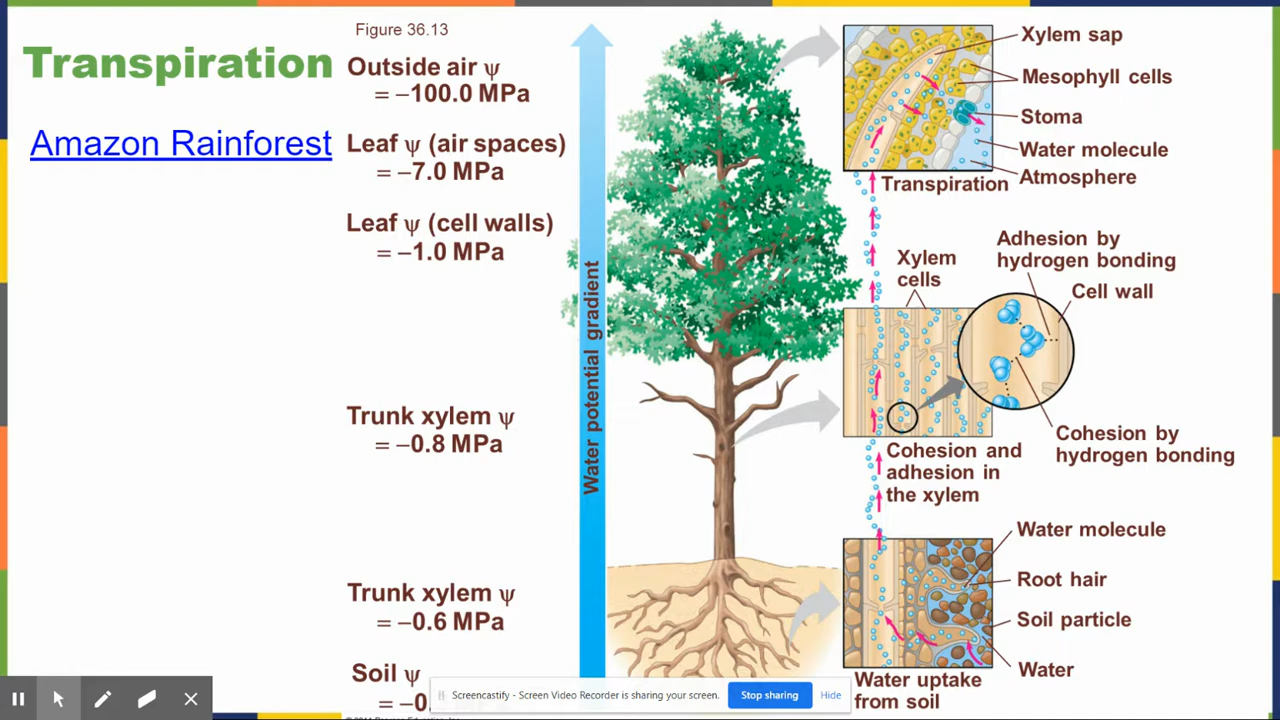 Figure 36.13
Transpiration
Amazon Rainforest
Outside air ψ
= −100.0 MPa
Leaf ψ (air spaces)
= −7.0 MPa
Leaf ψ (cell walls)
= −1.0 MPa
Trunk xylem ψ
= −0.8 MPa
Trunk xylem ψ
= −0.6 MPa
Soil ψ
= −0.
Water potential gradient
Xylem sap
Mesophyll cells
Stoma
Water molecule
Atmosphere
Transpiration
Adhesion by
hydrogen bonding
Xylem
cells
Cell wall
Cohesion by
hydrogen bonding
Cohesion and
adhesion in
the xylem
Water molecule
Root hair
Soil particle
Water
Water uptake
from soil
Screencastify - Screen Video Recorder is sharing your screen.
Stop sharing
Hide